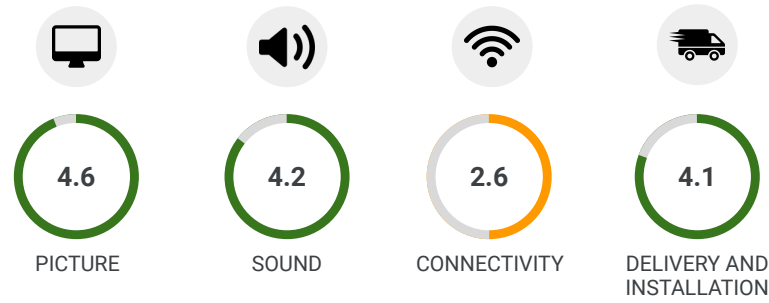 4.6
4.2
2.6
4.1
PICTURE
SOUND
CONNECTIVITY
DELIVERY AND
INSTALLATION